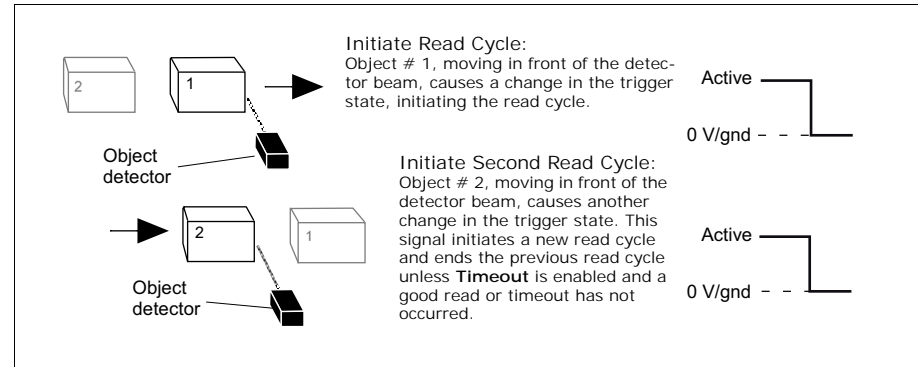 Initiate Read Cycle:
Object # 1, moving in front of the detec-
tor beam, causes a change in the trigger
state, initiating the read cycle.
2
1
Object
detector
Active
0 V/gnd
Initiate Second Read Cycle:
Object # 2, moving in front of the
detector beam, causes another
change in the trigger state. This
signal initiates a new read cycle
and ends the previous read cycle
unless Timeout is enabled and a
good read or timeout has not
occurred.
2
1
Object
detector
Active
0 V/gnd